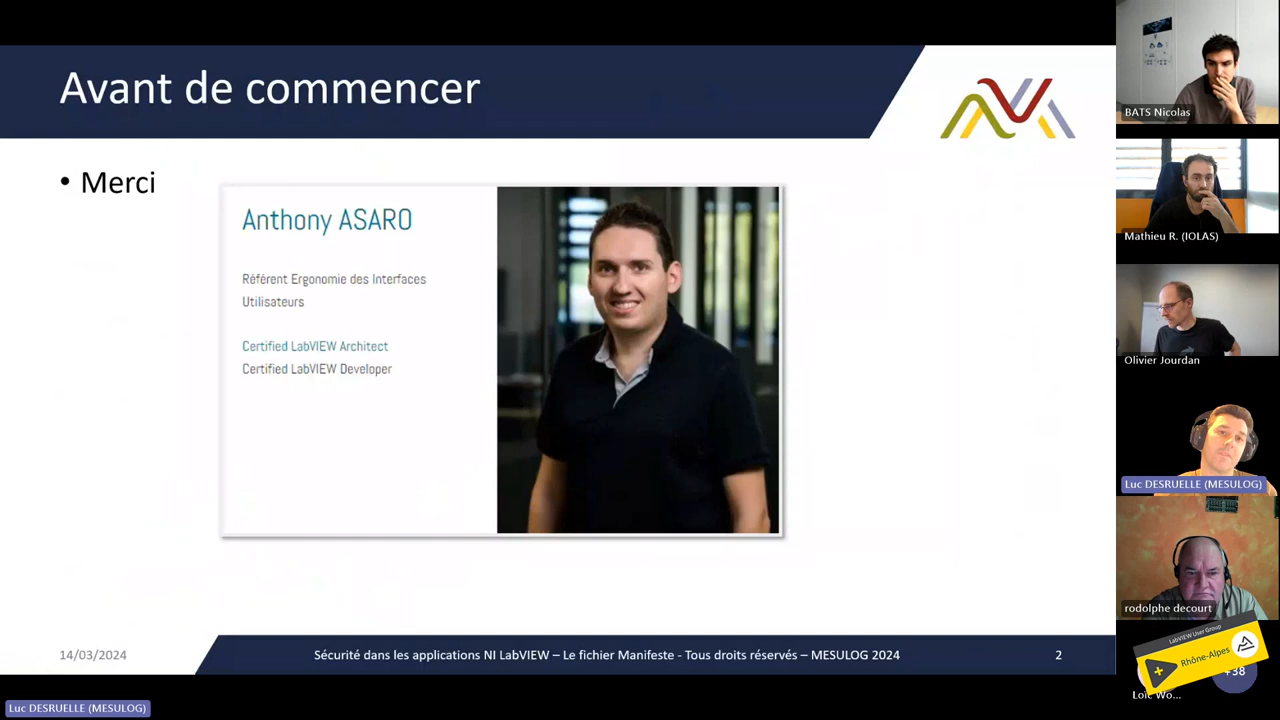 Avant de commencer
• Merci
Anthony ASARO
Référent Ergonomie des Interfaces
Utilisateurs
Certified LabVIEW Architect
Certified LabVIEW Developer
14/03/2024
Sécurité dans les applications NI LabVIEW – Le fichier Manifeste - Tous droits réservés – MESULOG 2024
2
Luc DESRUELLE (MESULOG)
BATS Nicolas
Mathieu R. (IOLAS)
Olivier Jourdan
Luc DESRUELLE (MESULOG)
rodolphe decourt
LabVIEW User Group
Rhône-Alpes
+38
Loïc Wo...